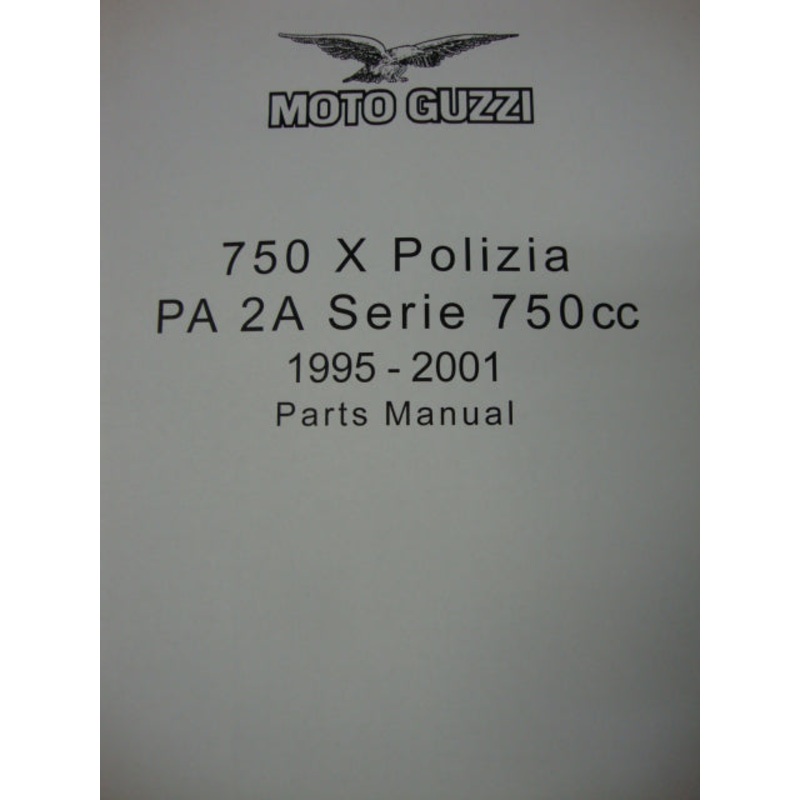 MOTO GUZZI
750 X Polizia
PA 2A Serie 750cc
1995 - 2001
Parts Manual